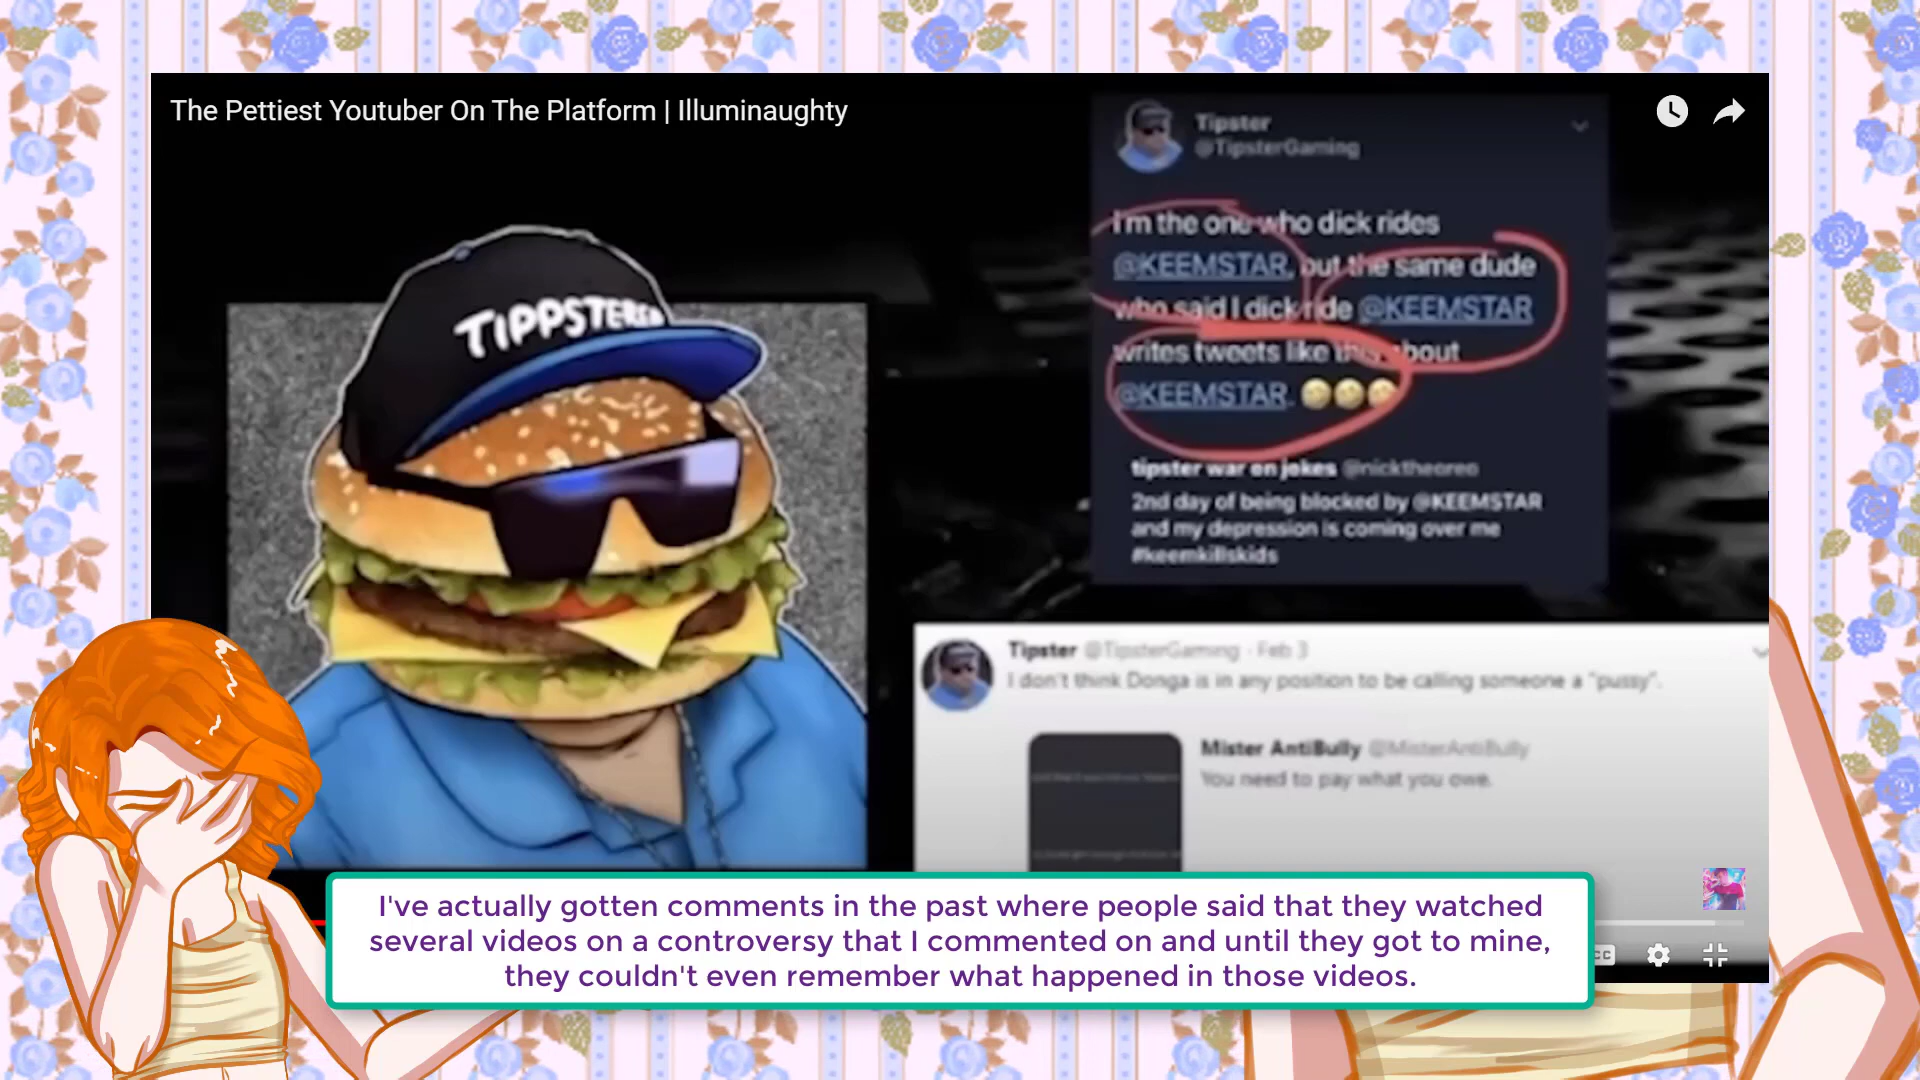 The Pettiest Youtuber On The Platform | Illuminaughty
Tipster
@TipsterGaming
I'm the one who dick rides
@KEEMSTAR, but the same dude
who said I dick ride @KEEMSTAR
writes tweets like this about
@KEEMSTAR. 🤣🤣🤣
tipster war on jokes @nicktheoreo
2nd day of being blocked by @KEEMSTAR
and my depression is coming over me
#keemkillskids
TIPPSTERER
Tipster @TipsterGaming · Feb 3
I don't think Donga is in any position to be calling someone a "pussy".
Mister AntiBully @MisterAntiBully
You need to pay what you owe.
I've actually gotten comments in the past where people said that they watched
several videos on a controversy that I commented on and until they got to mine,
they couldn't even remember what happened in those videos.
CC